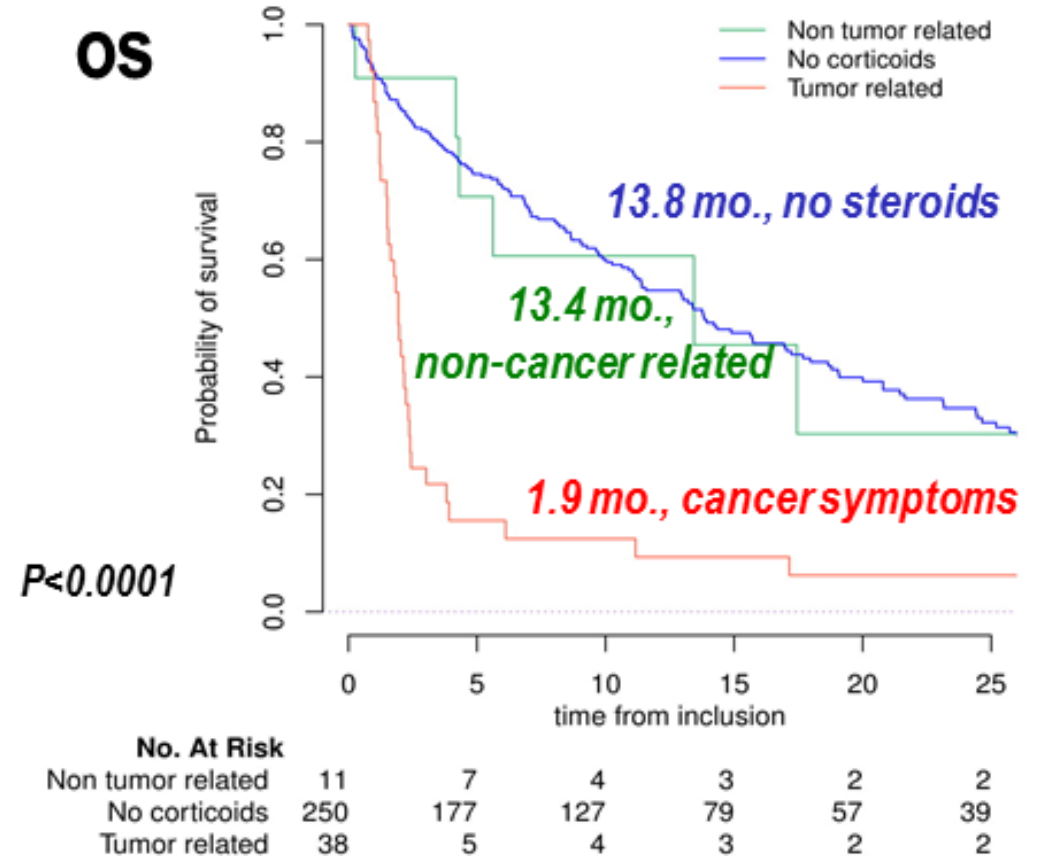 OS
Non tumor related
No corticoids
Tumor related
1.0
0.8
0.6
0.4
0.2
0.0
Probability of survival
13.8 mo., no steroids
13.4 mo.,
non-cancer related
1.9 mo., cancer symptoms
P<0.0001
0 5 10 15 20 25
time from inclusion
No. At Risk
Non tumor related 11 7 4 3 2 2
No corticoids 250 177 127 79 57 39
Tumor related 38 5 4 3 2 2